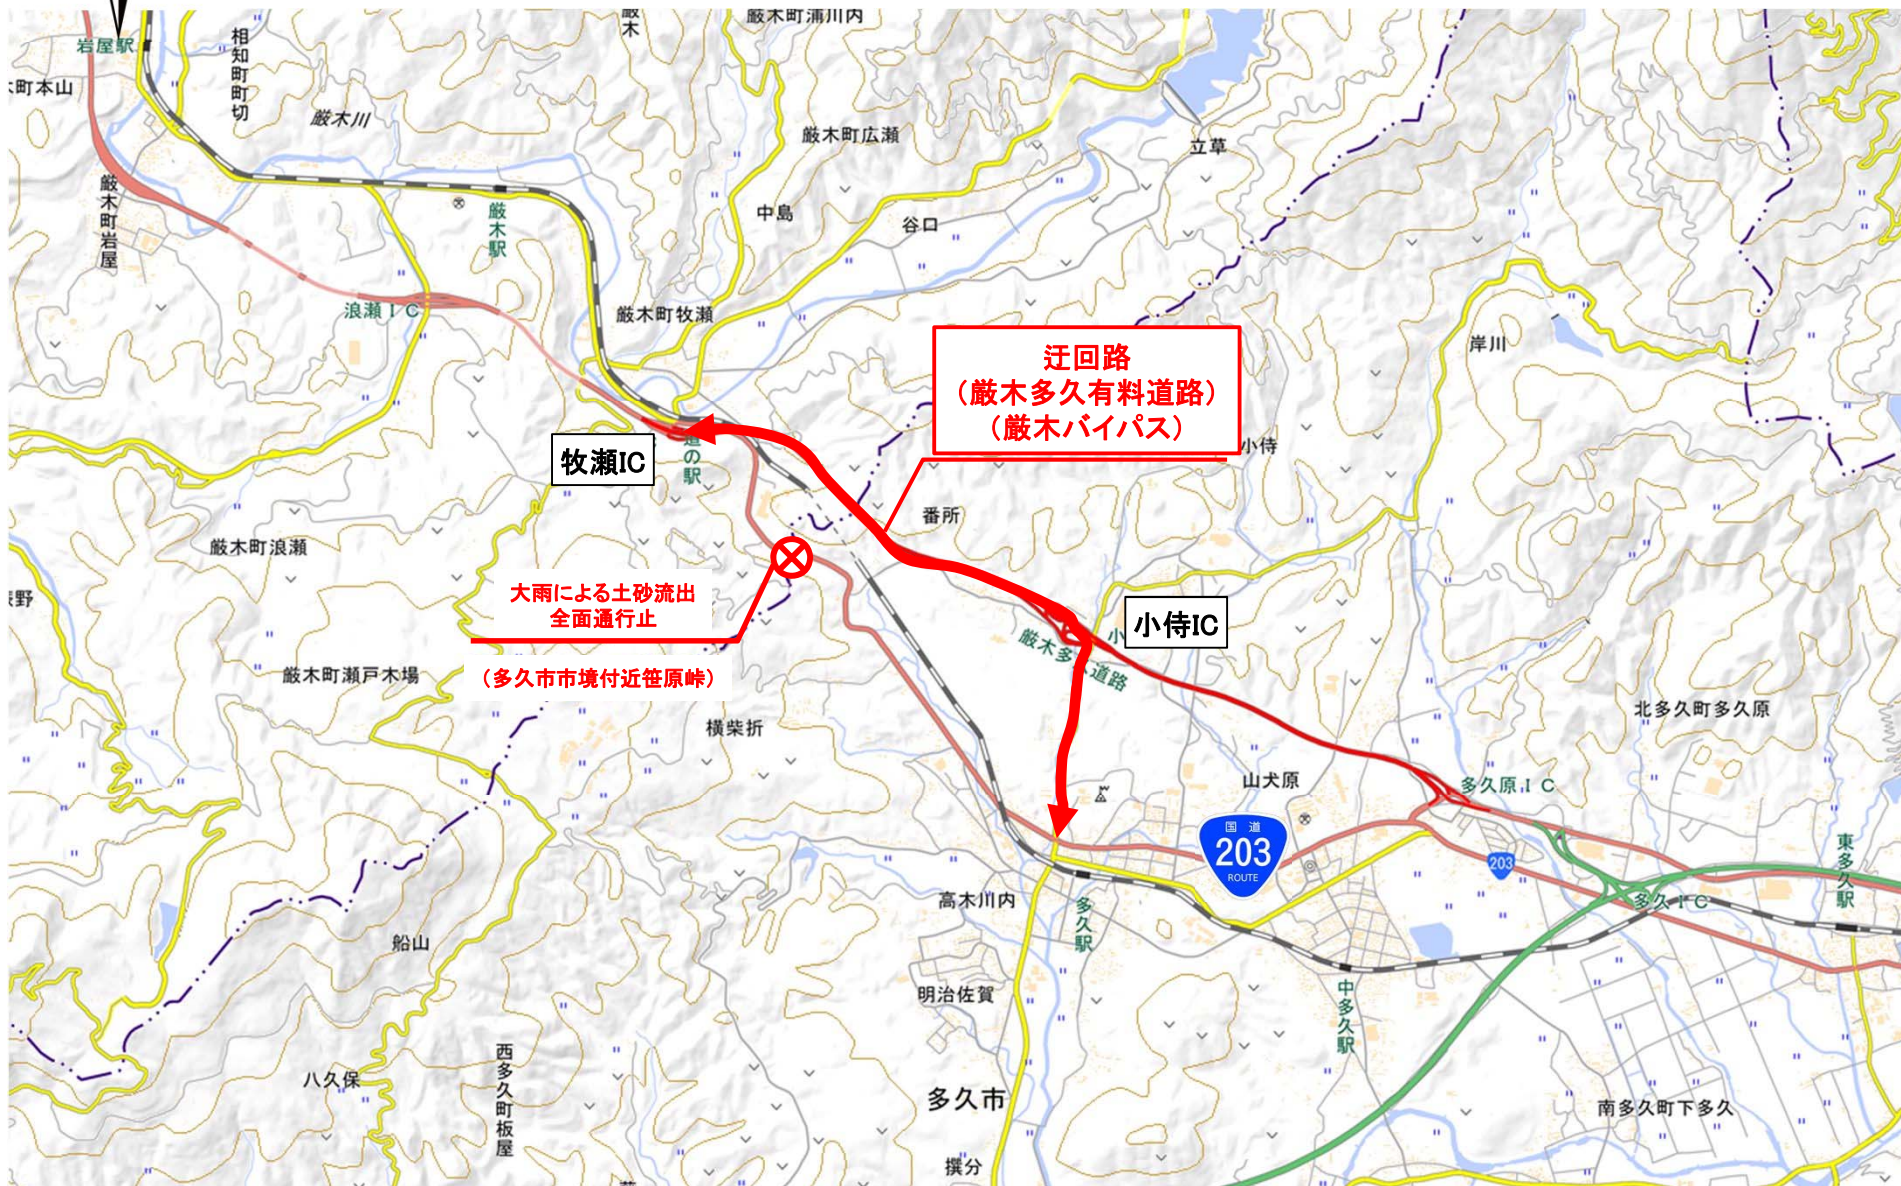 岩屋駅
相知町町切
厳木
厳木町浦川内
町本山
厳木川
厳木町広瀬
立草
厳木町岩屋
厳木駅
中島
谷口
浪瀬ＩＣ
厳木町牧瀬
岸川
迂回路
（厳木多久有料道路）
（厳木バイパス）
小侍
牧瀬IC
道の駅
番所
厳木町浪瀬
野
大雨による土砂流出
全面通行止
（多久市市境付近笹原峠）
小侍IC
小
厳木多
道路
厳木町瀬戸木場
横柴折
北多久町多久原
山犬原
多久原ＩＣ
国道
203
ROUTE
203
東多久駅
多久ＩＣ
高木川内
多久駅
船山
明治佐賀
中多久駅
八久保
西多久町板屋
多久市
南多久町下多久
撰分